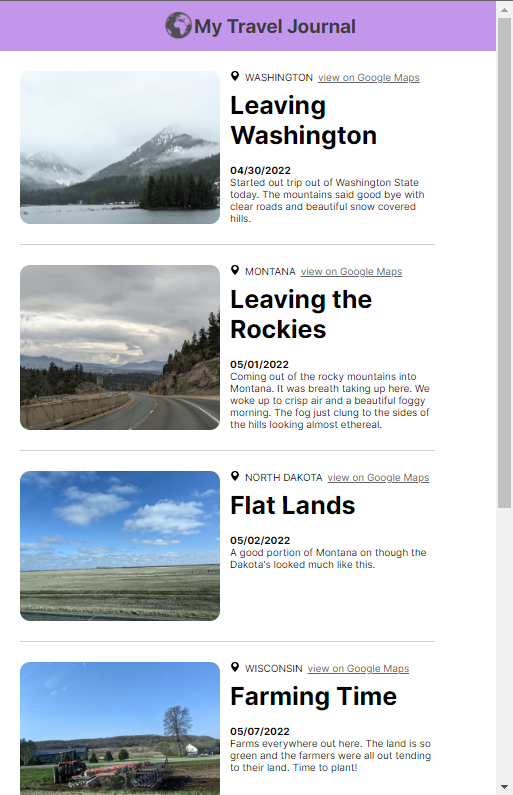 My Travel Journal
WASHINGTON view on Google Maps
Leaving
Washington
04/30/2022
Started out trip out of Washington State
today. The mountains said good bye with
clear roads and beautiful snow covered
hills.
MONTANA view on Google Maps
Leaving the
Rockies
05/01/2022
Coming out of the rocky mountains into
Montana. It was breath taking up here. We
woke up to crisp air and a beautiful foggy
morning. The fog just clung to the sides of
the hills looking almost ethereal.
NORTH DAKOTA view on Google Maps
Flat Lands
05/02/2022
A good portion of Montana on though the
Dakota's looked much like this.
WISCONSIN view on Google Maps
Farming Time
05/07/2022
Farms everywhere out here. The land is so
green and the farmers were all out tending
to their land. Time to plant!